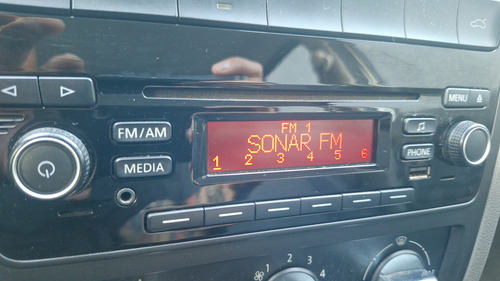 FM/AM
MEDIA
FM 1
SONAR FM
1 2 3 4 5 6
MENU
PHONE
1 2 3 4